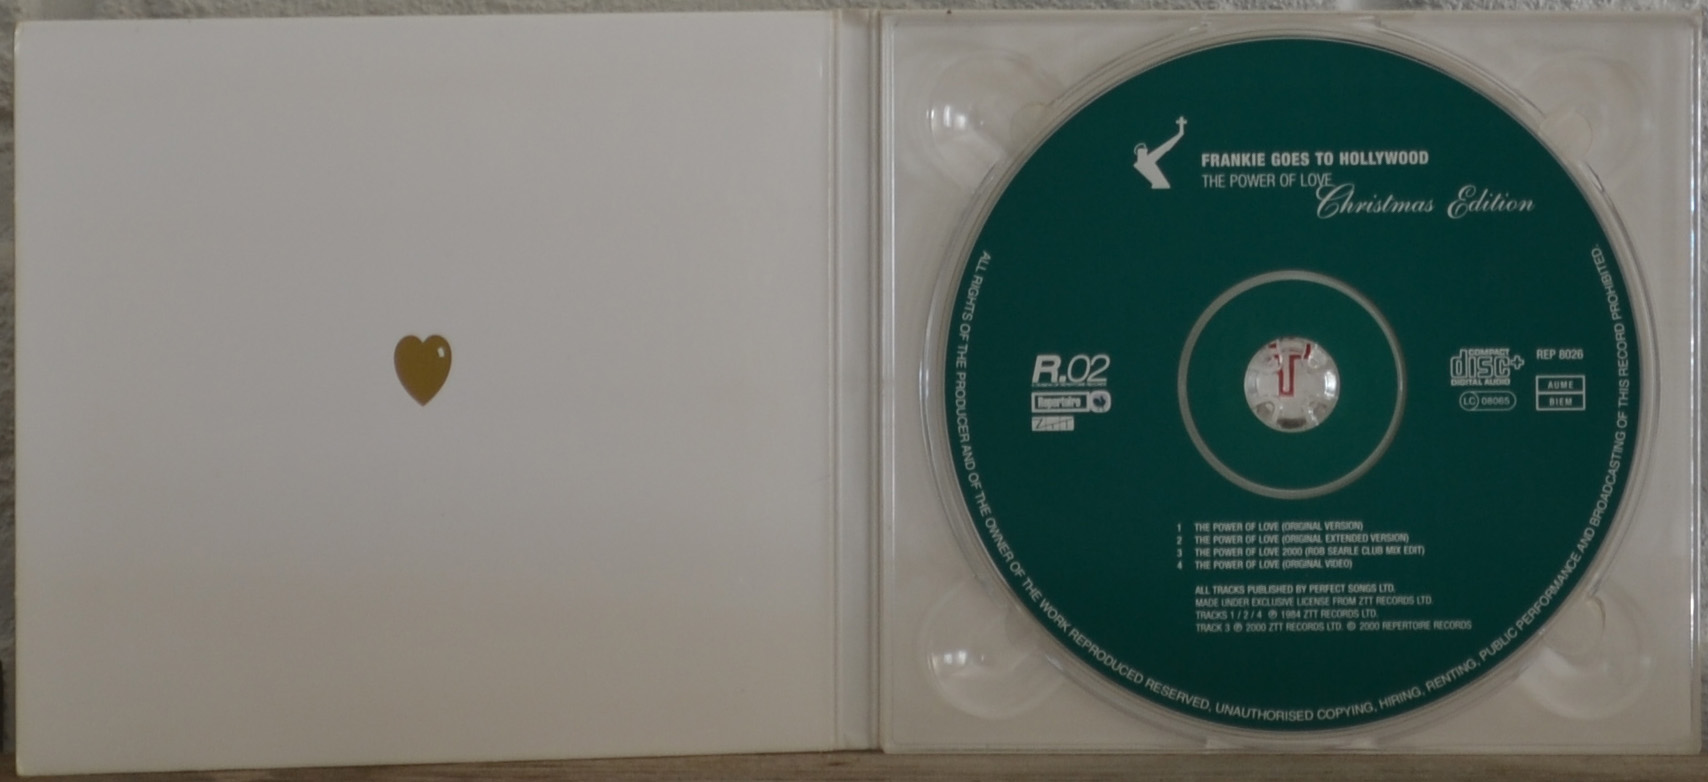 FRANKIE GOES TO HOLLYWOOD
THE POWER OF LOVE
Christmas Edition
R.02
Repertoire
ZTT
COMPACT
disc+
DIGITAL AUDIO
LC 08065
REP 8026
AUME
BIEM
1 THE POWER OF LOVE (ORIGINAL VERSION)
2 THE POWER OF LOVE (ORIGINAL EXTENDED VERSION)
3 THE POWER OF LOVE 2000 (ROB SEARLE CLUB MIX EDIT)
4 THE POWER OF LOVE (ORIGINAL VIDEO)
ALL TRACKS PUBLISHED BY PERFECT SONGS LTD.
MADE UNDER EXCLUSIVE LICENSE FROM ZTT RECORDS LTD.
TRACKS 1 / 2 / 4 ℗ 1984 ZTT RECORDS LTD.
TRACK 3 ℗ 2000 ZTT RECORDS LTD. © 2000 REPERTOIRE RECORDS
ALL RIGHTS OF THE PRODUCER AND OF THE OWNER OF THE WORK REPRODUCED RESERVED, UNAUTHORISED COPYING, HIRING, RENTING, PUBLIC PERFORMANCE AND BROADCASTING OF THIS RECORD PROHIBITED.